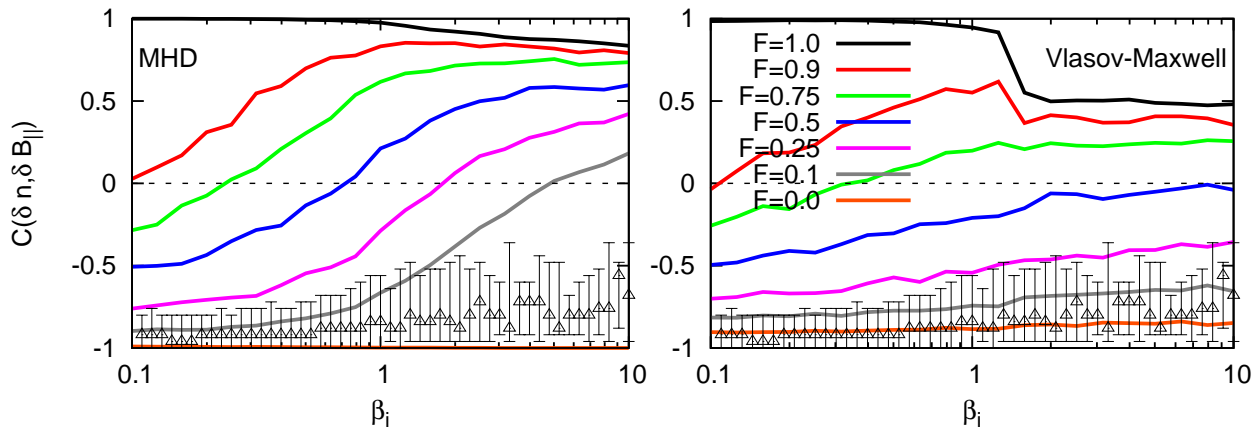 C(δ n,δ B||)
1
0.5
0
-0.5
-1
MHD
0.1
1
10
βi
1
0.5
0
-0.5
-1
F=1.0
F=0.9
F=0.75
F=0.5
F=0.25
F=0.1
F=0.0
Vlasov-Maxwell
0.1
1
10
βi